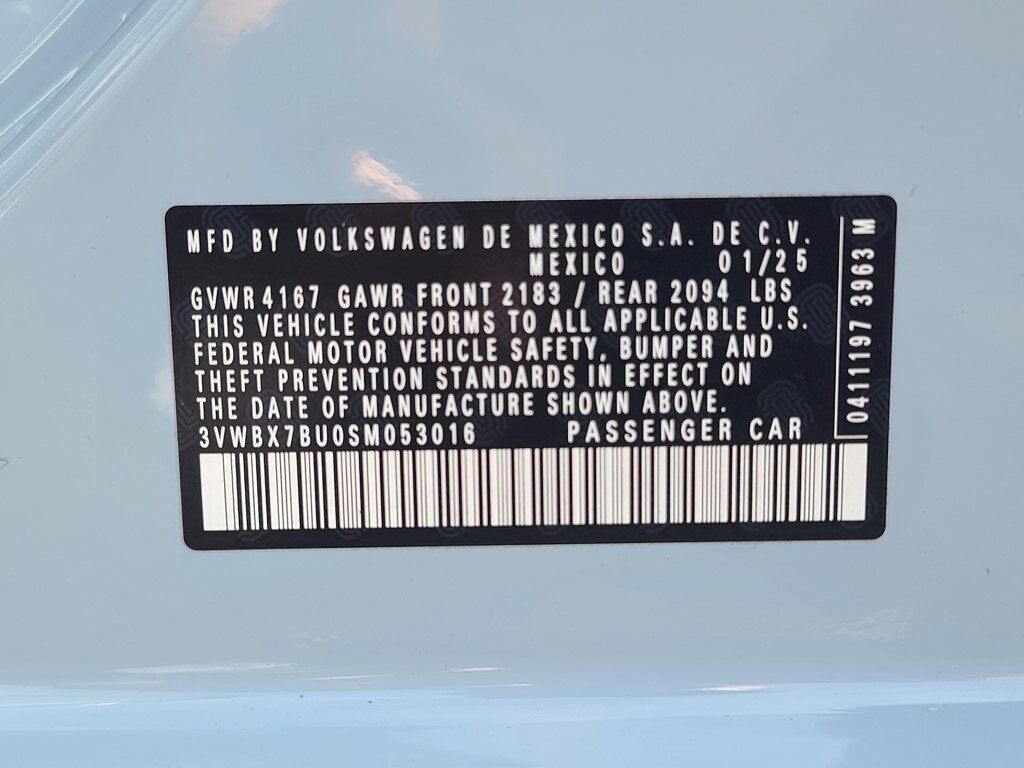 MFD BY VOLKSWAGEN DE MEXICO S.A. DE C.V.
MEXICO 01/25
GVWR 4167 GAWR FRONT 2183 / REAR 2094 LBS
THIS VEHICLE CONFORMS TO ALL APPLICABLE U.S.
FEDERAL MOTOR VEHICLE SAFETY, BUMPER AND
THEFT PREVENTION STANDARDS IN EFFECT ON
THE DATE OF MANUFACTURE SHOWN ABOVE.
3VWBX7BU0SM053016 PASSENGER CAR
0411197 3963 M